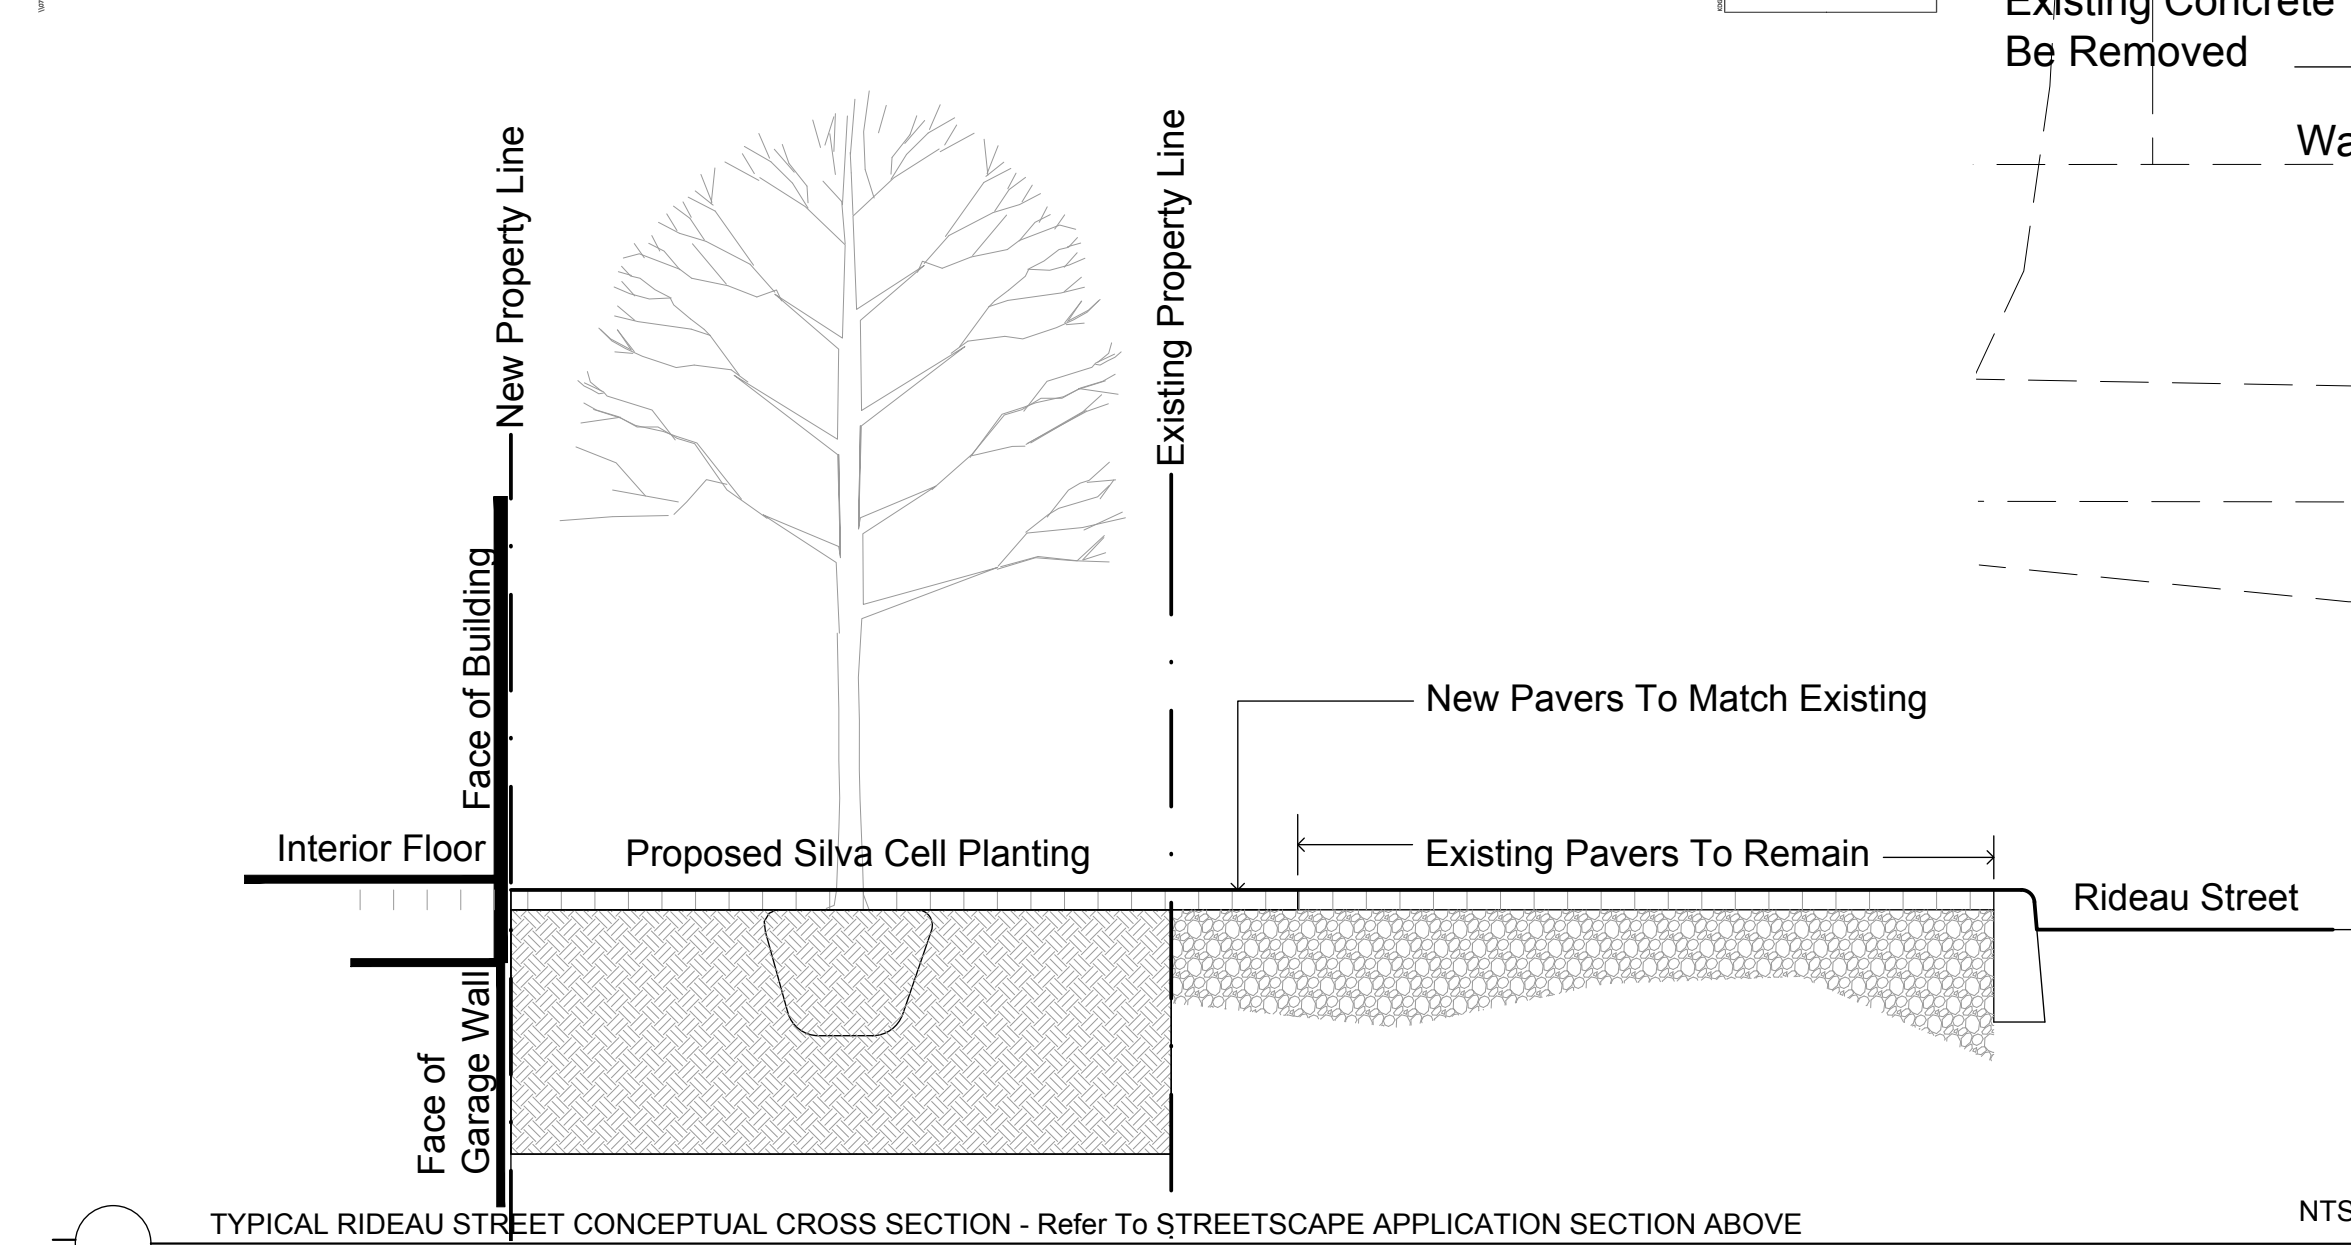 Existing Concrete
Be Removed
New Property Line
Existing Property Line
Face of Building
New Pavers To Match Existing
Interior Floor
Proposed Silva Cell Planting
Existing Pavers To Remain
Rideau Street
Face of
Garage Wall
TYPICAL RIDEAU STREET CONCEPTUAL CROSS SECTION - Refer To STREETSCAPE APPLICATION SECTION ABOVE
NTS